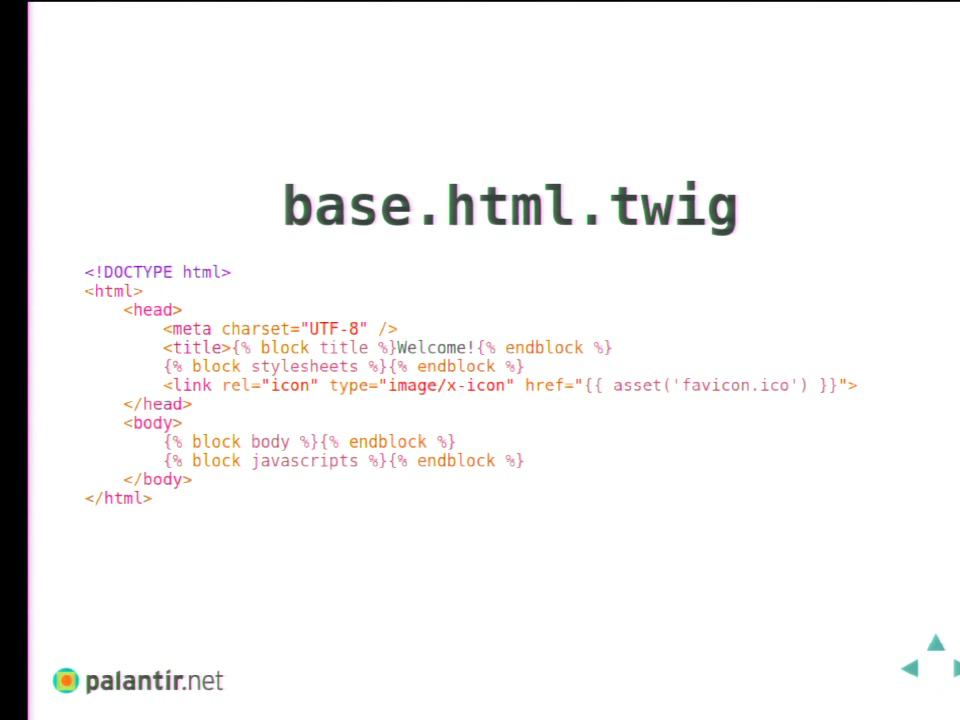 base.html.twig
<!DOCTYPE html>
<html>
    <head>
        <meta charset="UTF-8" />
        <title>{% block title %}Welcome!{% endblock %}
        {% block stylesheets %}{% endblock %}
        <link rel="icon" type="image/x-icon" href="{{ asset('favicon.ico') }}">
    </head>
    <body>
        {% block body %}{% endblock %}
        {% block javascripts %}{% endblock %}
    </body>
</html>
palantir.net